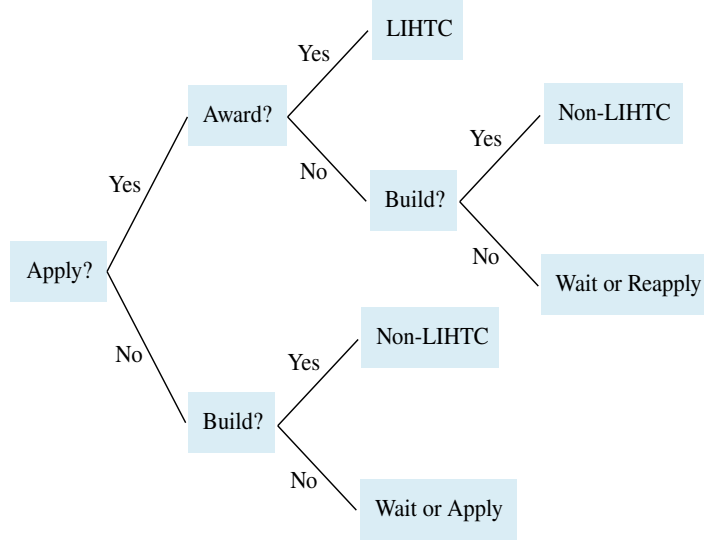 LIHTC
Yes
Award?
Non-LIHTC
Yes
No
Build?
Yes
No
Apply?
Wait or Reapply
Non-LIHTC
No
Yes
Build?
No
Wait or Apply